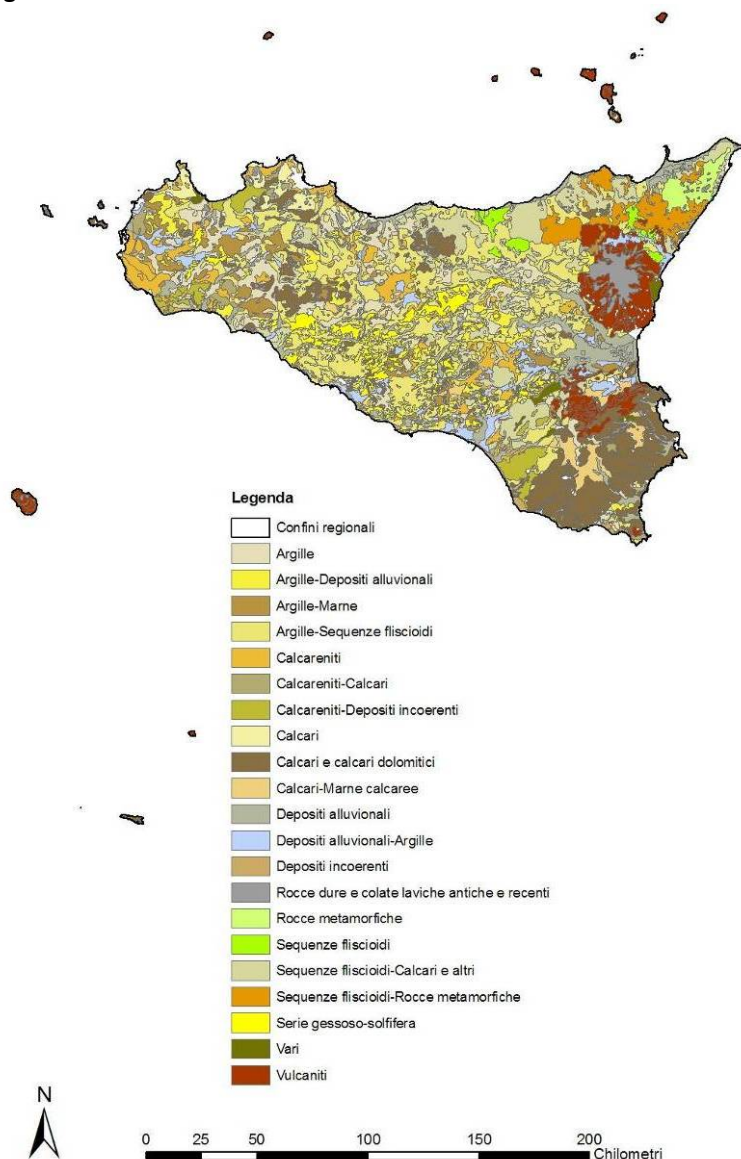 Legenda
Confini regionali
Argille
Argille-Depositi alluvionali
Argille-Marne
Argille-Sequenze fliscioidi
Calcareniti
Calcareniti-Calcari
Calcareniti-Depositi incoerenti
Calcari
Calcari e calcari dolomitici
Calcari-Marne calcaree
Depositi alluvionali
Depositi alluvionali-Argille
Depositi incoerenti
Rocce dure e colate laviche antiche e recenti
Rocce metamorfiche
Sequenze fliscioidi
Sequenze fliscioidi-Calcari e altri
Sequenze fliscioidi-Rocce metamorfiche
Serie gessoso-solfifera
Vari
Vulcaniti
N
0 25 50 100 150 200
Chilometri